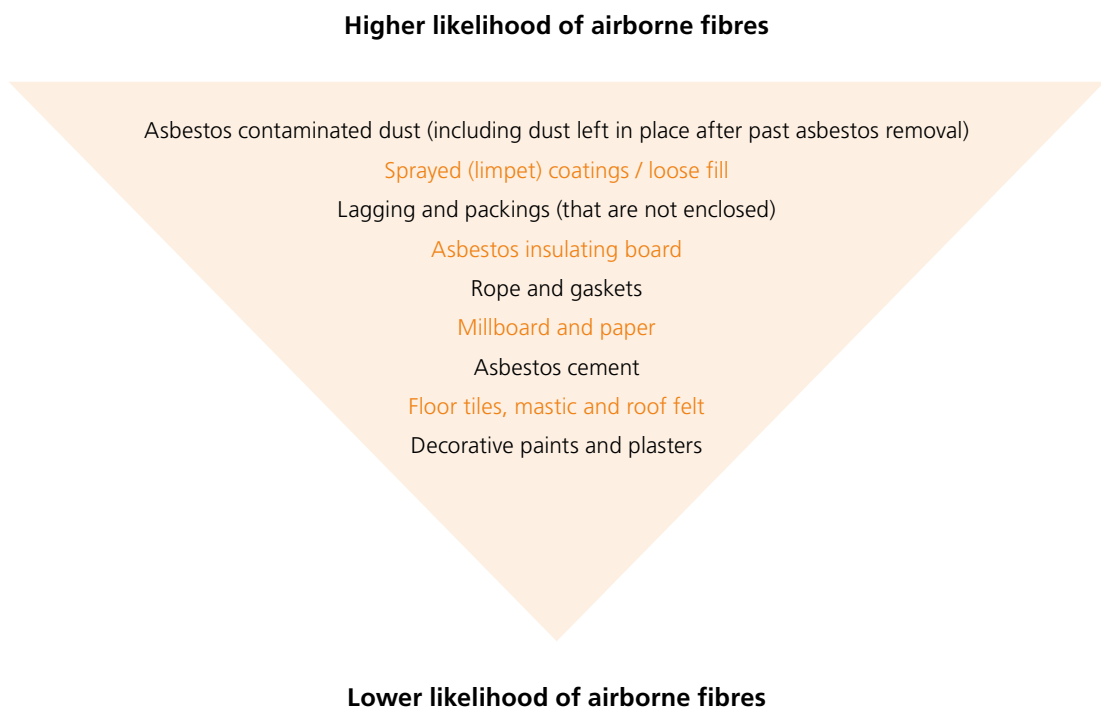 Higher likelihood of airborne fibres
Asbestos contaminated dust (including dust left in place after past asbestos removal)
Sprayed (limpet) coatings / loose fill
Lagging and packings (that are not enclosed)
Asbestos insulating board
Rope and gaskets
Millboard and paper
Asbestos cement
Floor tiles, mastic and roof felt
Decorative paints and plasters
Lower likelihood of airborne fibres